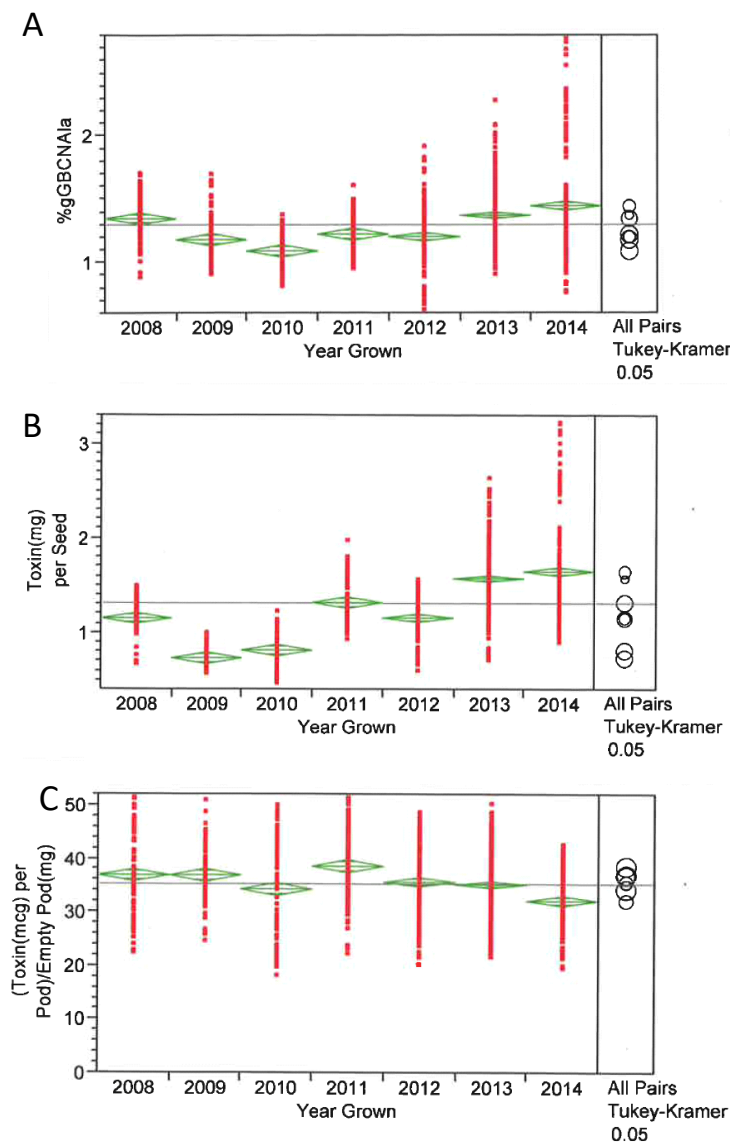 A
%gGBCNAla
2
1
2008 2009 2010 2011 2012 2013 2014
Year Grown
All Pairs
Tukey-Kramer
0.05
B
Toxin(mg)
per Seed
3
2
1
2008 2009 2010 2011 2012 2013 2014
Year Grown
All Pairs
Tukey-Kramer
0.05
C
(Toxin(mcg) per
Pod)/Empty Pod(mg)
50
40
30
20
10
0
2008 2009 2010 2011 2012 2013 2014
Year Grown
All Pairs
Tukey-Kramer
0.05